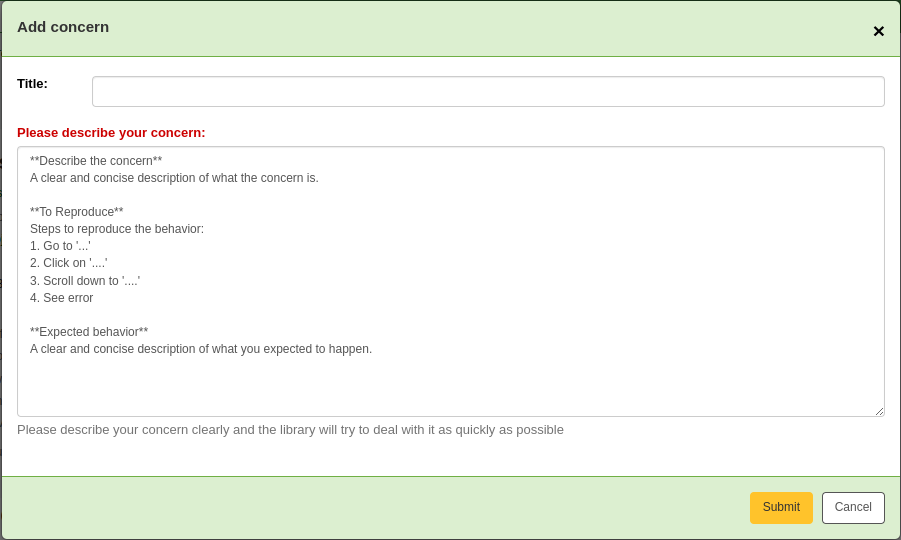 Add concern
×
Title:
Please describe your concern:
**Describe the concern**
A clear and concise description of what the concern is.
**To Reproduce**
Steps to reproduce the behavior:
1. Go to '...'
2. Click on '....'
3. Scroll down to '....'
4. See error
**Expected behavior**
A clear and concise description of what you expected to happen.
Please describe your concern clearly and the library will try to deal with it as quickly as possible
Submit Cancel